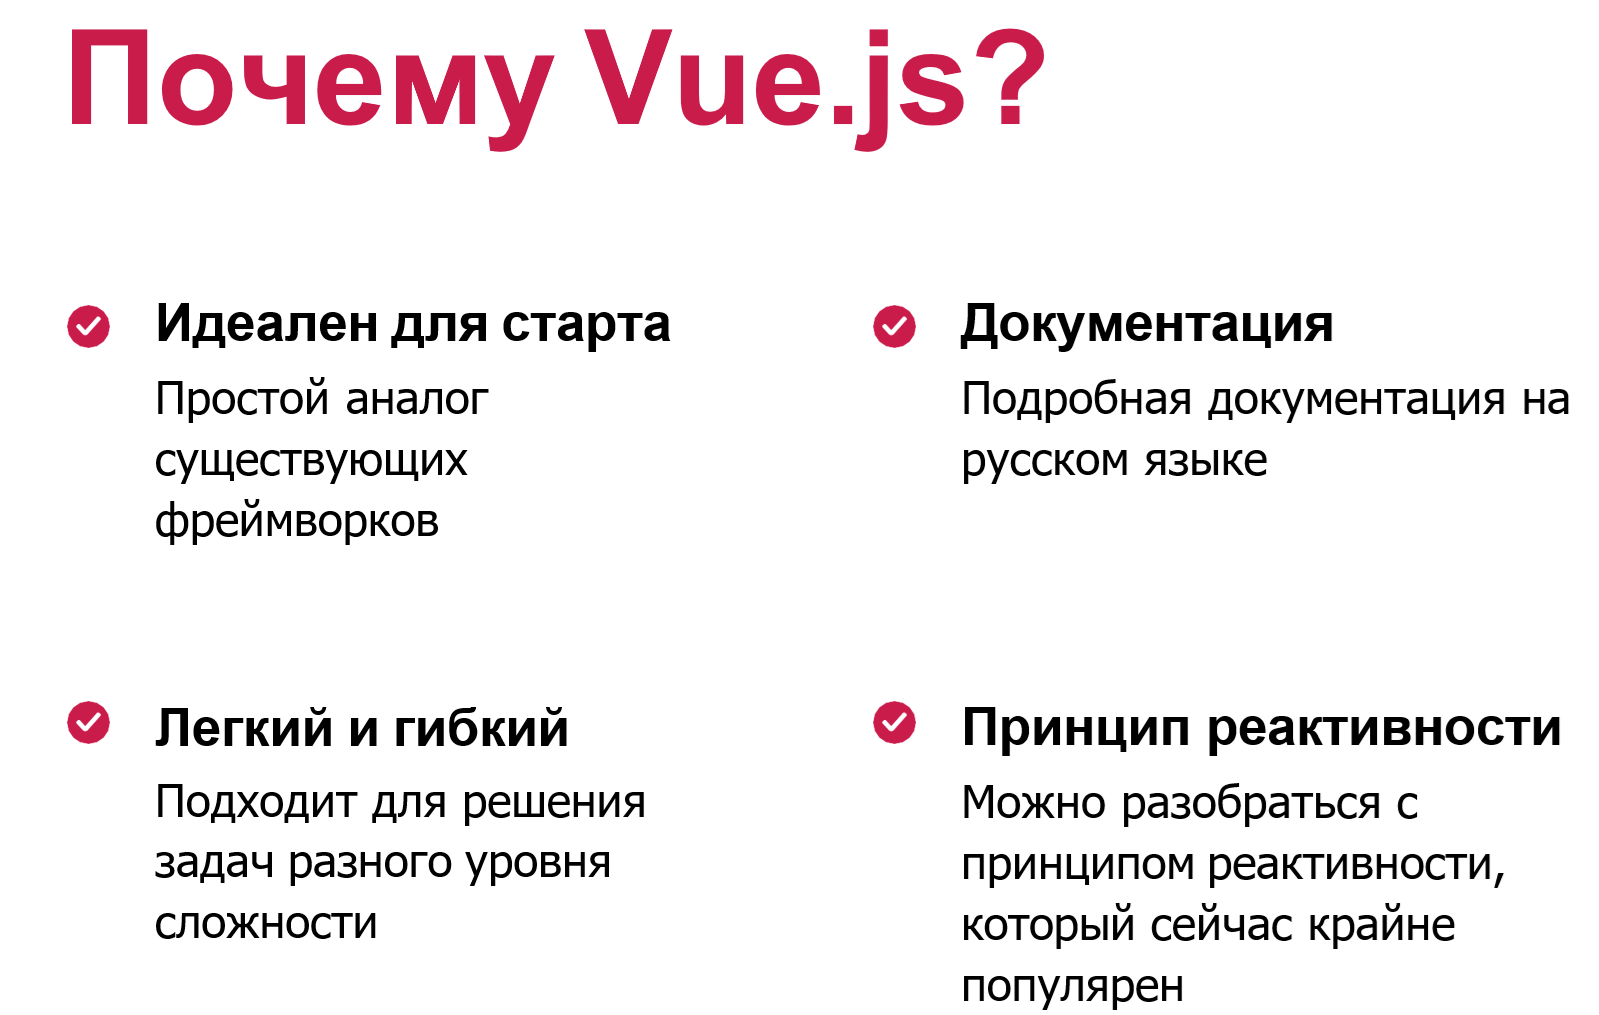 Почему Vue.js?
Идеален для старта
Простой аналог
существующих
фреймворков
Документация
Подробная документация на
русском языке
Легкий и гибкий
Подходит для решения
задач разного уровня
сложности
Принцип реактивности
Можно разобраться с
принципом реактивности,
который сейчас крайне
популярен